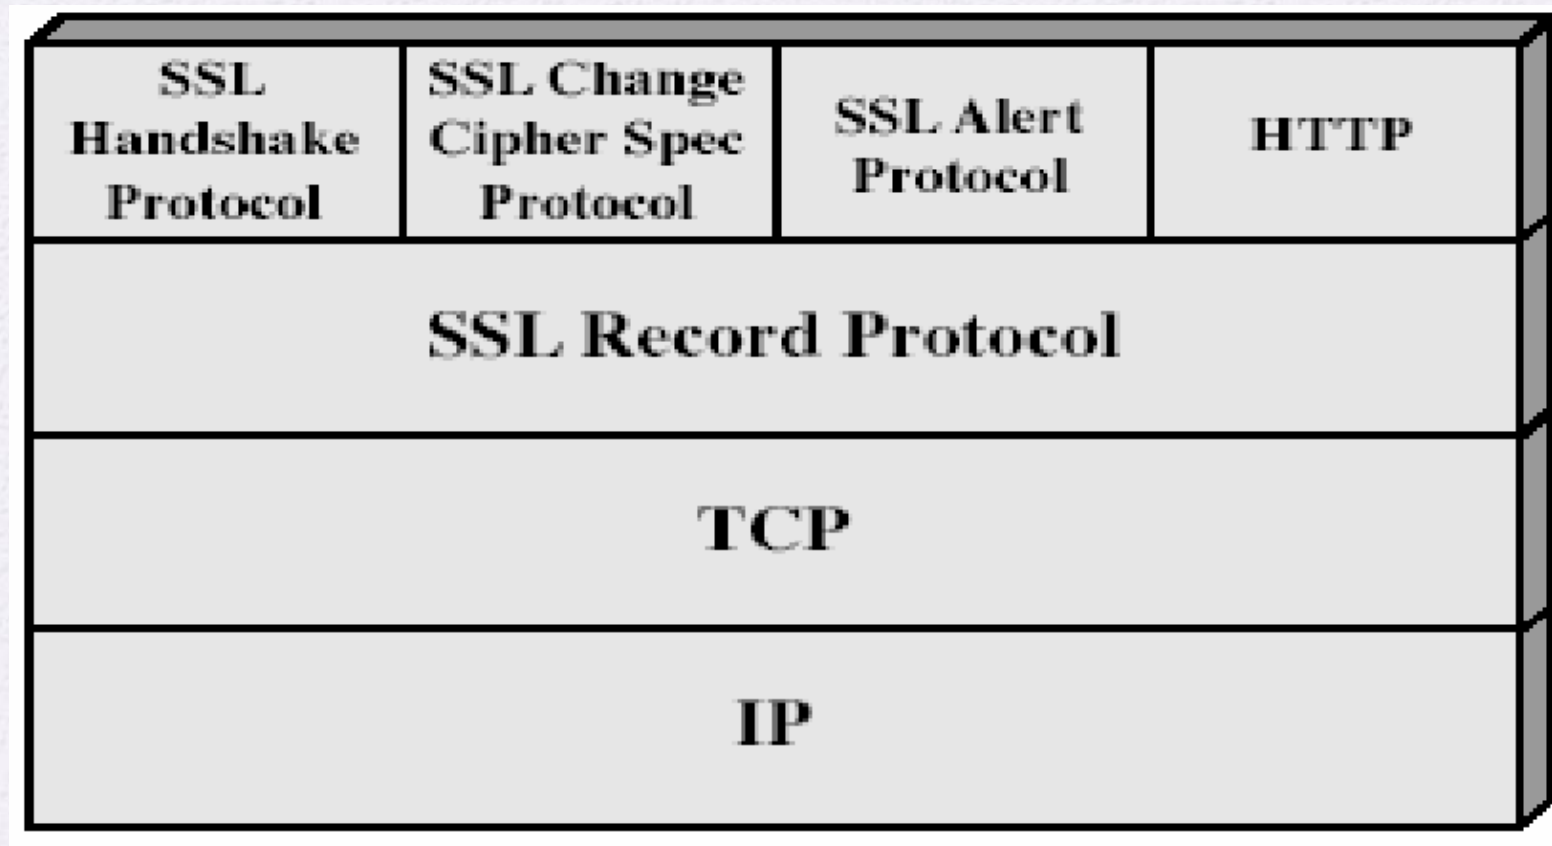 SSL
Handshake
Protocol
SSL Change
Cipher Spec
Protocol
SSL Alert
Protocol
HTTP
SSL Record Protocol
TCP
IP